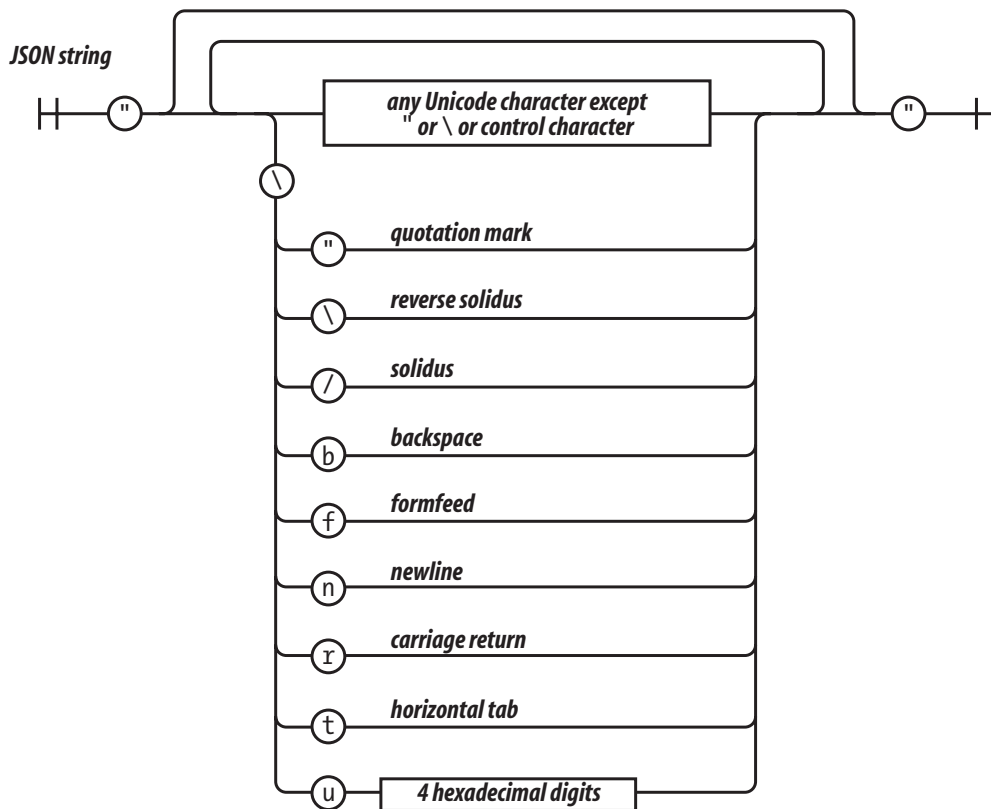 JSON string
"
any Unicode character except
" or \ or control character
"
\
" quotation mark
\ reverse solidus
/ solidus
b backspace
f formfeed
n newline
r carriage return
t horizontal tab
u 4 hexadecimal digits